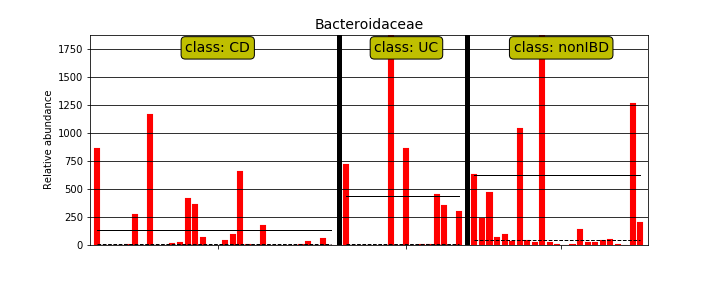 Bacteroidaceae
class: CD
class: UC
class: nonIBD
Relative abundance
1750
1500
1250
1000
750
500
250
0